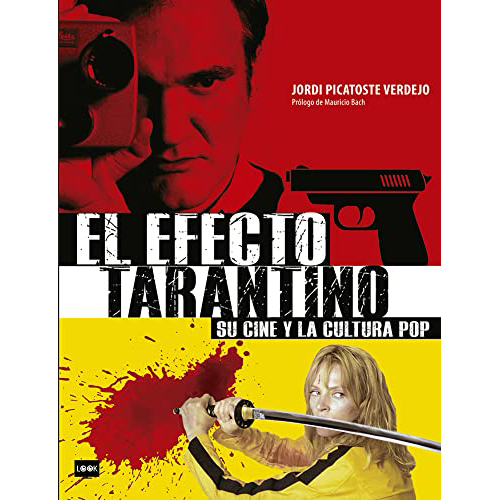 JORDI PICATOSTE VERDEJO
Prólogo de Mauricio Bach
EL EFECTO
TARANTINO
SU CINE Y LA CULTURA POP
LOOK